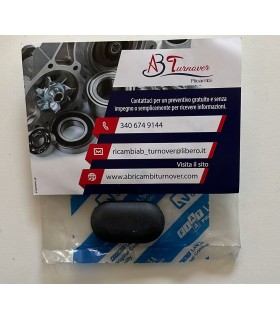 AB Turnover
Ricambi
Contattaci per un preventivo gratuito e senza
impegno o semplicemente per ricevere informazioni.
340 674 9144
ricambiab_turnover@libero.it
Visita il sito
www.abricambiturnover.com
FIAT